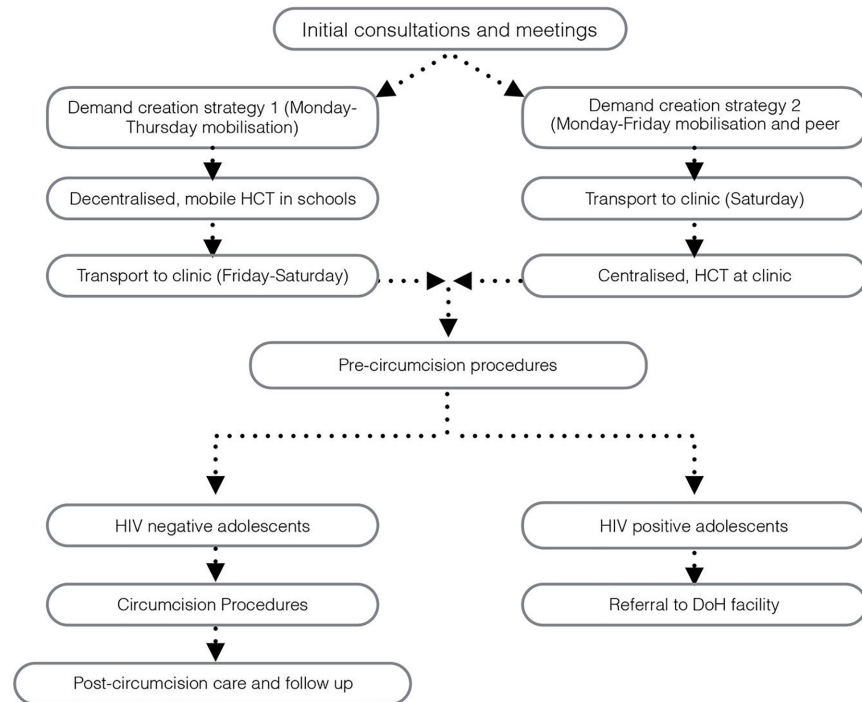 Initial consultations and meetings
Demand creation strategy 1 (Monday-
Thursday mobilisation)
Demand creation strategy 2
(Monday-Friday mobilisation and peer
Decentralised, mobile HCT in schools
Transport to clinic (Saturday)
Transport to clinic (Friday-Saturday)
Centralised, HCT at clinic
Pre-circumcision procedures
HIV negative adolescents
HIV positive adolescents
Circumcision Procedures
Referral to DoH facility
Post-circumcision care and follow up